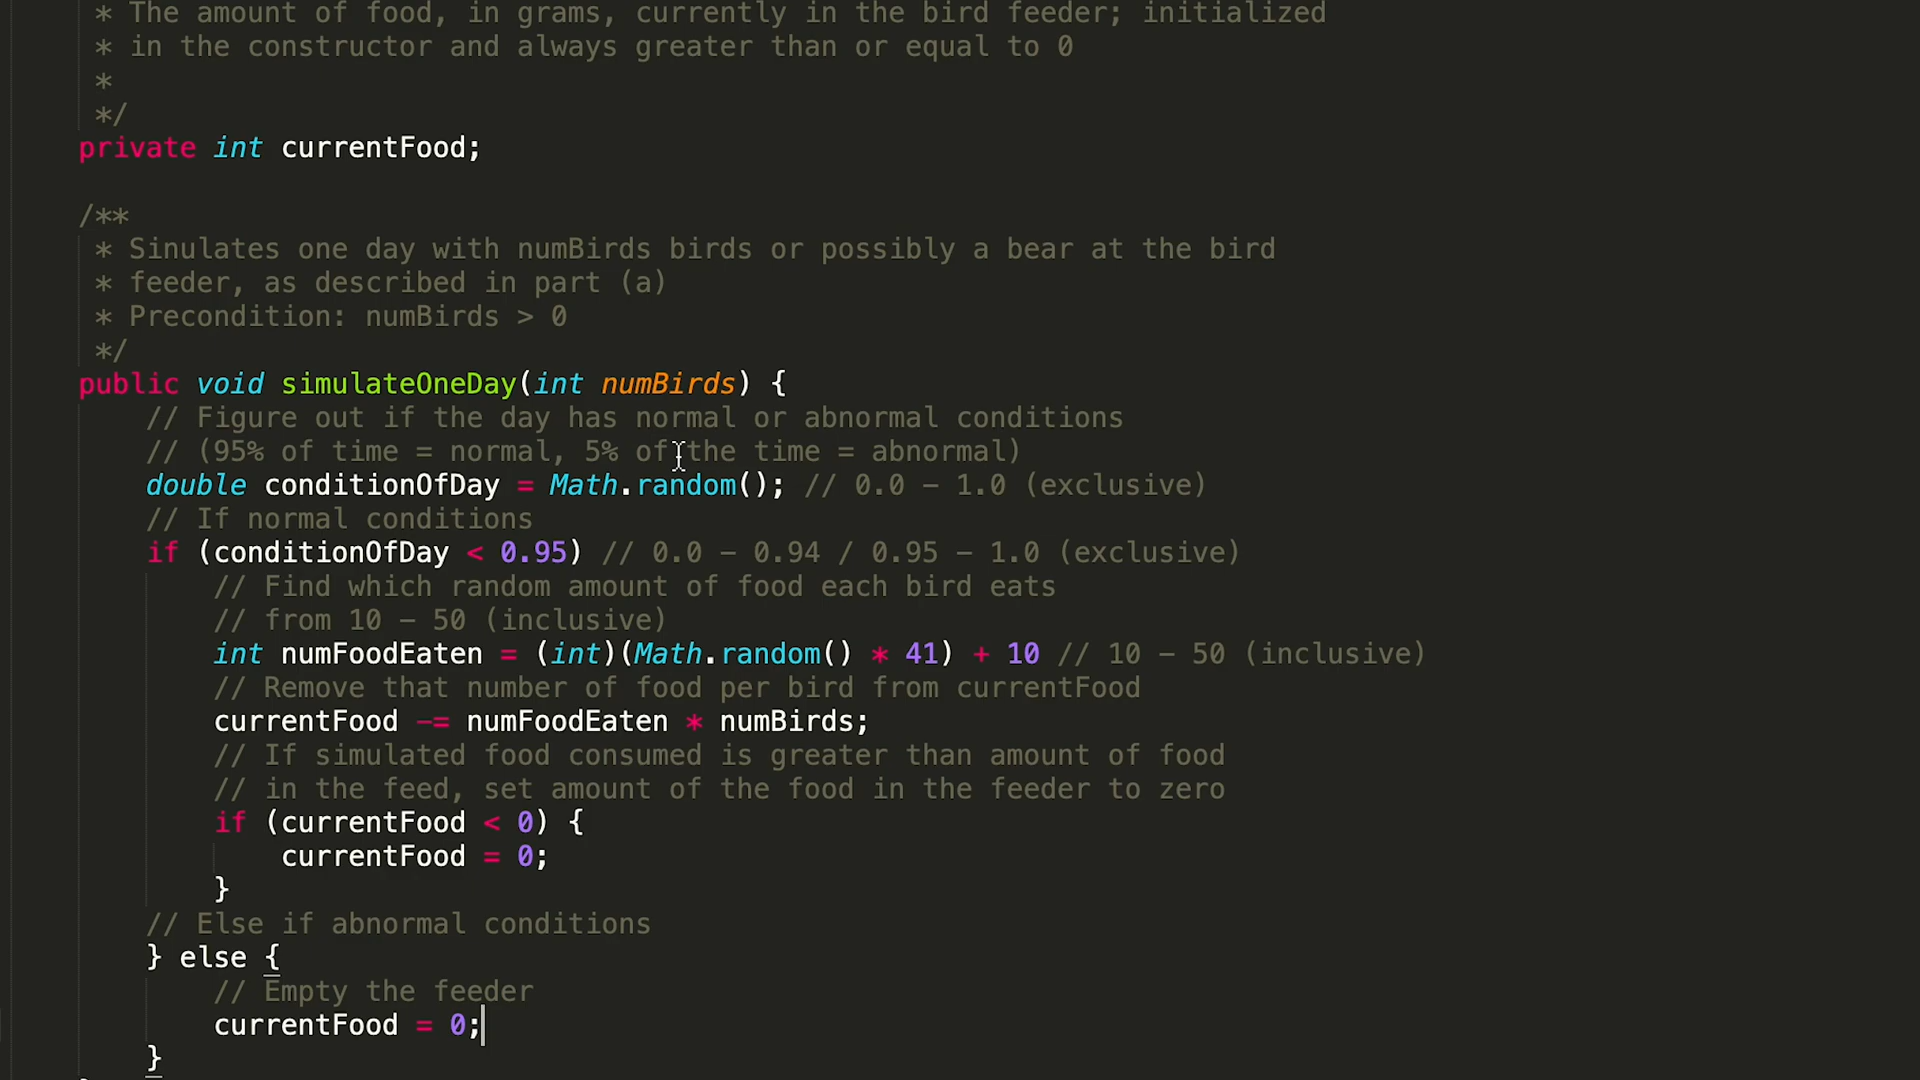 * The amount of food, in grams, currently in the bird feeder; initialized
* in the constructor and always greater than or equal to 0
*
*/
private int currentFood;
/**
* Sinulates one day with numBirds birds or possibly a bear at the bird
* feeder, as described in part (a)
* Precondition: numBirds > 0
*/
public void simulateOneDay(int numBirds) {
// Figure out if the day has normal or abnormal conditions
// (95% of time = normal, 5% of the time = abnormal)
double conditionOfDay = Math.random(); // 0.0 – 1.0 (exclusive)
// If normal conditions
if (conditionOfDay < 0.95) // 0.0 – 0.94 / 0.95 – 1.0 (exclusive)
// Find which random amount of food each bird eats
// from 10 – 50 (inclusive)
int numFoodEaten = (int)(Math.random() * 41) + 10 // 10 – 50 (inclusive)
// Remove that number of food per bird from currentFood
currentFood -= numFoodEaten * numBirds;
// If simulated food consumed is greater than amount of food
// in the feed, set amount of the food in the feeder to zero
if (currentFood < 0) {
currentFood = 0;
}
// Else if abnormal conditions
} else {
// Empty the feeder
currentFood = 0;
}